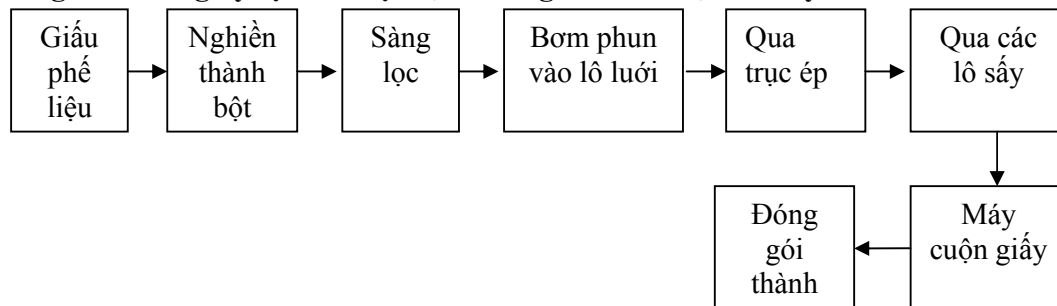 Giấu
phế
liệu
Nghiền
thành
bột
Sàng
lọc
Bơm phun
vào lô luới
Qua
trục ép
Qua các
lô sấy
Máy
cuộn giấy
Đóng
gói
thành